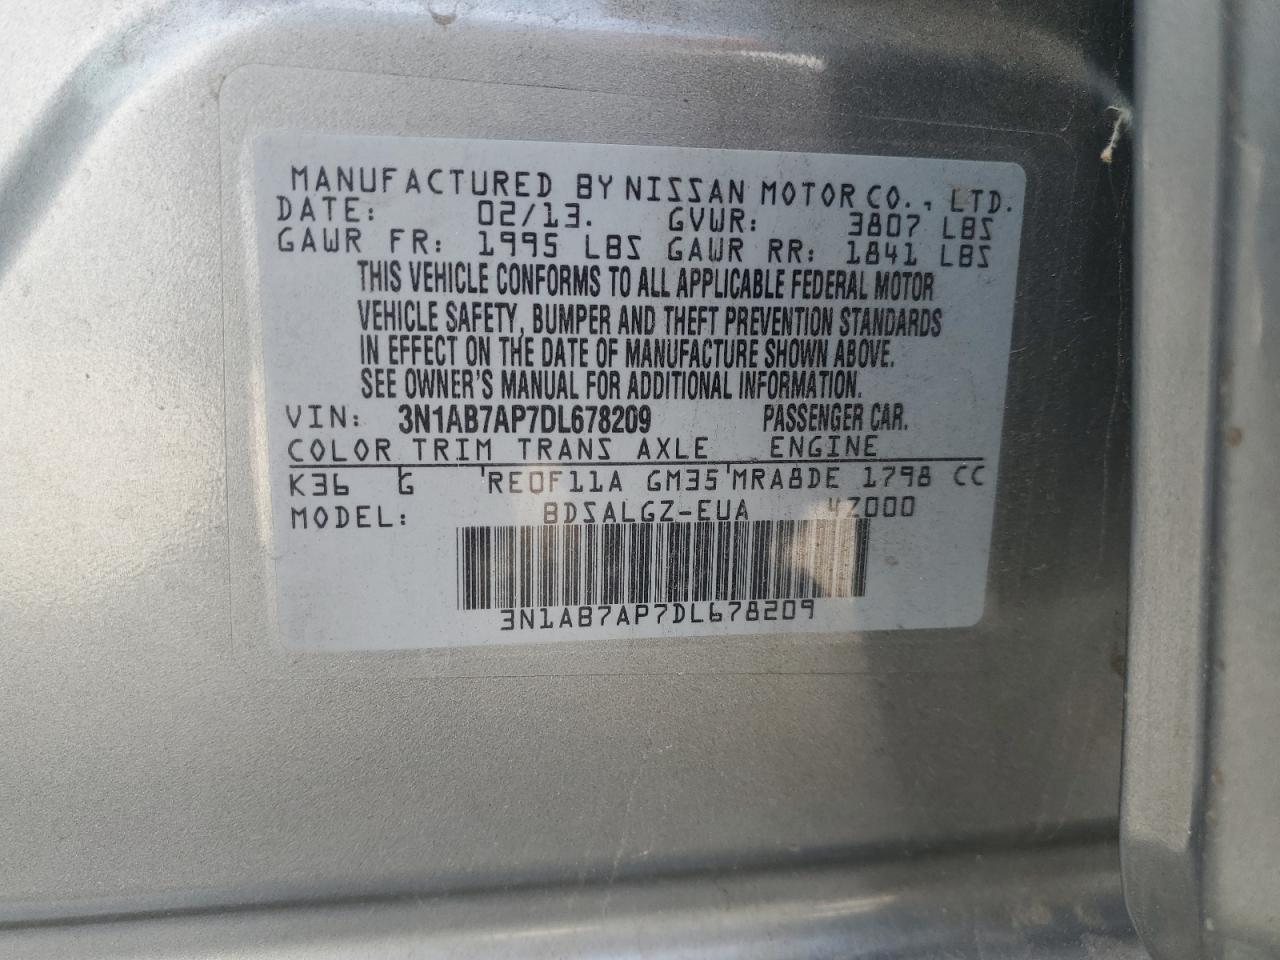 MANUFACTURED BY NISSAN MOTOR CO., LTD.
DATE: 02/13. GVWR: 3807 LBS
GAWR FR: 1995 LBS GAWR RR: 1841 LBS
THIS VEHICLE CONFORMS TO ALL APPLICABLE FEDERAL MOTOR
VEHICLE SAFETY, BUMPER AND THEFT PREVENTION STANDARDS
IN EFFECT ON THE DATE OF MANUFACTURE SHOWN ABOVE.
SEE OWNER'S MANUAL FOR ADDITIONAL INFORMATION.
VIN: 3N1AB7AP7DL678209 PASSENGER CAR.
COLOR TRIM TRANS AXLE ENGINE
K36 G RE0F11A GM35 MRA8DE 1798 CC
MODEL: BDSALGZ-EUA 4Z000
3N1AB7AP7DL678209